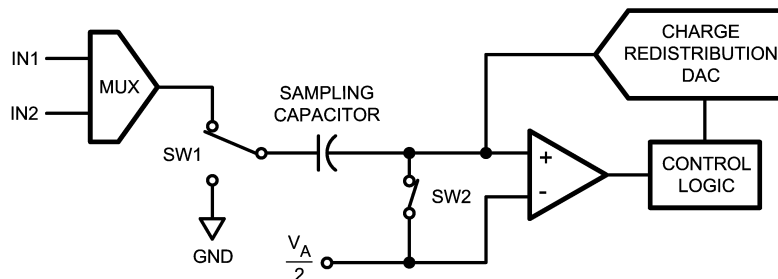 CHARGE
REDISTRIBUTION
DAC
IN1
MUX
IN2
SAMPLING
CAPACITOR
SW1
+
-
CONTROL
LOGIC
SW2
GND
V_A
2